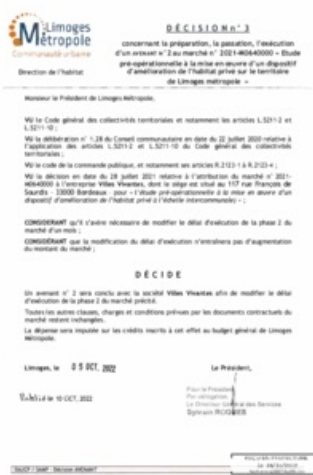 Limoges
Métropole
Communauté urbaine
Direction de l'habitat
DÉCISION n° 3
concernant la préparation, la passation, l'exécution
d'un AVENANT n°2 au marché n° 2021-M0640000 « Etude
pré-opérationnelle à la mise en œuvre d'un dispositif
d'amélioration de l'habitat privé sur le territoire
de Limoges métropole »
Monsieur le Président de Limoges Métropole,
VU le Code général des collectivités territoriales et notamment les articles L.5211-2 et
L.5211-10 ;
VU la délibération n° 1.28 du Conseil communautaire en date du 22 juillet 2020 relative à
l'application des articles L.5211-2 et L.5211-10 du Code général des collectivités
territoriales ;
VU le code de la commande publique, et notamment ses articles R.2123-1 à R.2123-4 ;
VU la décision en date du 28 juillet 2021 relative à l'attribution du marché n° 2021-
M0640000 à l'entreprise Villes Vivantes, dont le siège est situé au 117 rue François de
Sourdis - 33000 Bordeaux - pour « l'étude pré-opérationnelle à la mise en œuvre d'un
dispositif d'amélioration de l'habitat privé à l'échelle intercommunale » ;
CONSIDERANT qu'il s'avère nécessaire de modifier le délai d'exécution de la phase 2 du
marché d'un mois ;
CONSIDERANT que la modification du délai d'exécution n'entraînera pas d'augmentation
du montant du marché ;
DÉCIDE
Un avenant n° 2 sera conclu avec la société Villes Vivantes afin de modifier le délai
d'exécution de la phase 2 du marché précité.
Toutes les autres clauses, charges et conditions prévues par les documents contractuels du
marché restent inchangées.
La dépense sera imputée sur les crédits inscrits à cet effet au budget général de Limoges
Métropole.
Limoges, le 05 OCT. 2022
Le Président,
Publié le 10 OCT. 2022
Pour le Président
Par délégation
Le Directeur Général des Services
Sylvain ROQUES
DAUCP / SAMP - Décision AVENANT